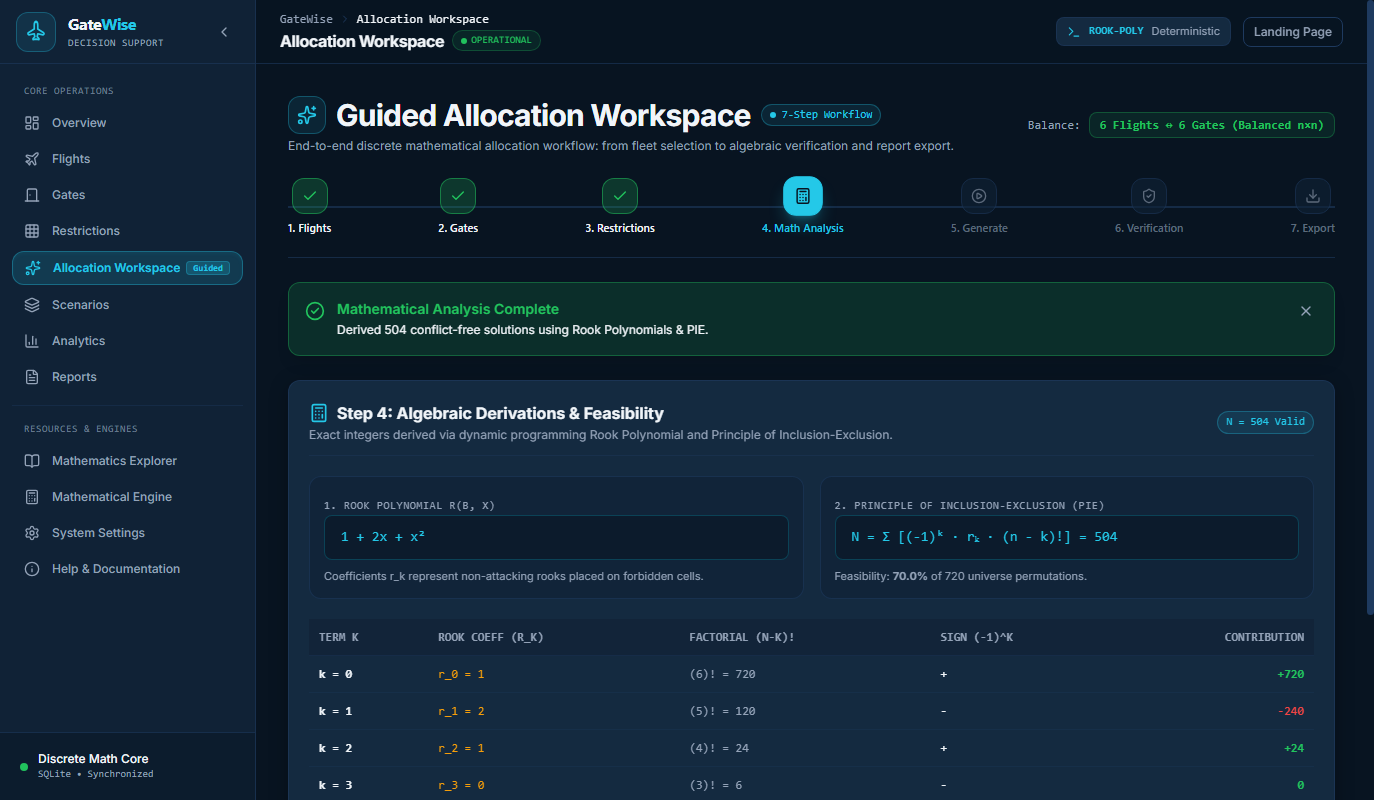 GateWise
DECISION SUPPORT
CORE OPERATIONS
Overview
Flights
Gates
Restrictions
Allocation Workspace Guided
Scenarios
Analytics
Reports
RESOURCES & ENGINES
Mathematics Explorer
Mathematical Engine
System Settings
Help & Documentation
Discrete Math Core
SQLite • Synchronized
GateWise > Allocation Workspace
Allocation Workspace OPERATIONAL
>_ ROOK-POLY Deterministic
Landing Page
Guided Allocation Workspace 7-Step Workflow
End-to-end discrete mathematical allocation workflow: from fleet selection to algebraic verification and report export.
Balance: 6 Flights ↔ 6 Gates (Balanced n×n)
1. Flights
2. Gates
3. Restrictions
4. Math Analysis
5. Generate
6. Verification
7. Export
Mathematical Analysis Complete
Derived 504 conflict-free solutions using Rook Polynomials & PIE.
Step 4: Algebraic Derivations & Feasibility
Exact integers derived via dynamic programming Rook Polynomial and Principle of Inclusion-Exclusion.
N = 504 Valid
1. ROOK POLYNOMIAL R(B, X)
1 + 2x + x²
Coefficients r_k represent non-attacking rooks placed on forbidden cells.
2. PRINCIPLE OF INCLUSION-EXCLUSION (PIE)
N = Σ [(-1)ᵏ · rₖ · (n - k)!] = 504
Feasibility: 70.0% of 720 universe permutations.
TERM K ROOK COEFF (R_K) FACTORIAL (N-K)! SIGN (-1)^K CONTRIBUTION
k = 0 r_0 = 1 (6)! = 720 + +720
k = 1 r_1 = 2 (5)! = 120 - -240
k = 2 r_2 = 1 (4)! = 24 + +24
k = 3 r_3 = 0 (3)! = 6 - 0